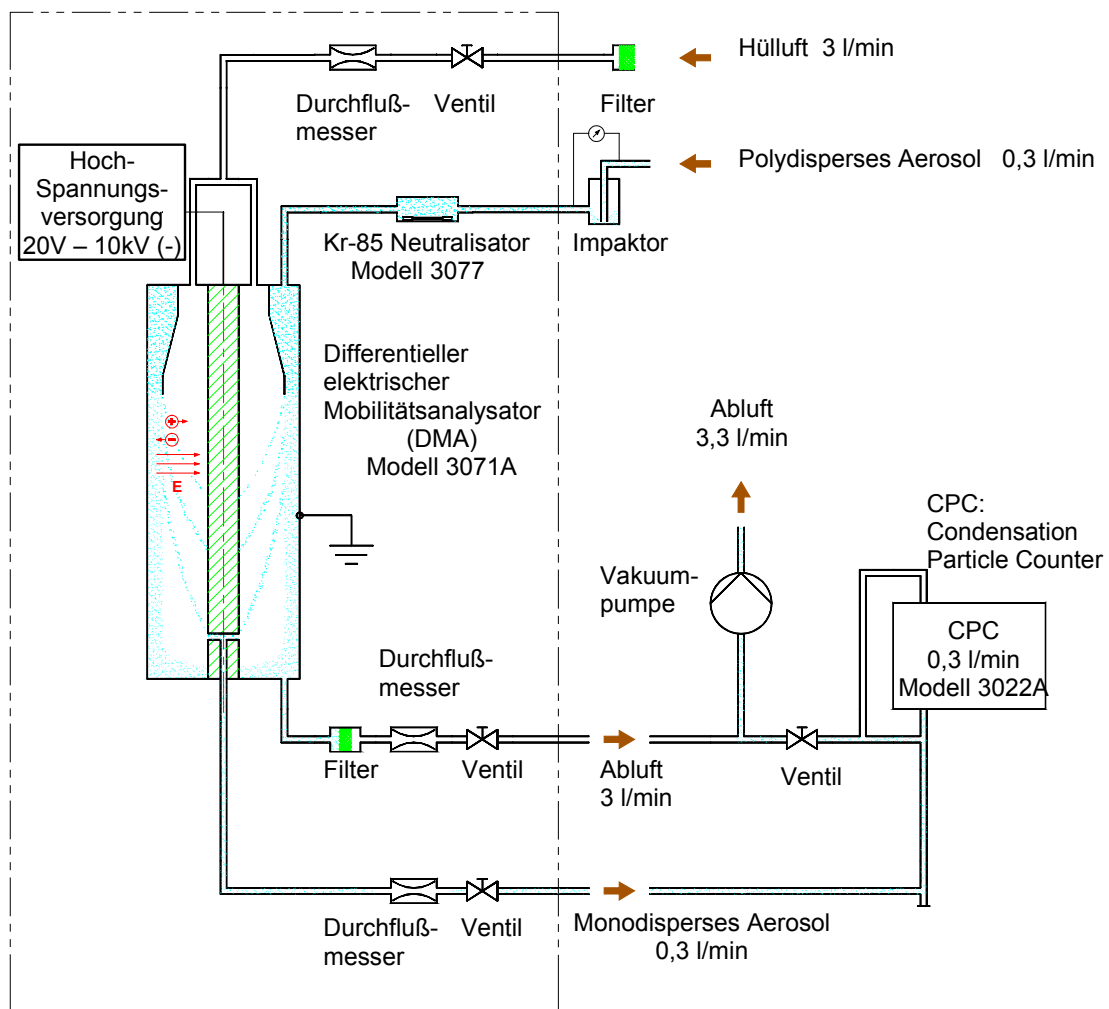 Hülluft 3 l/min
Durchfluß-
messer
Ventil
Filter
Hoch-
Spannungs-
versorgung
20V – 10kV (-)
Polydisperses Aerosol 0,3 l/min
Kr-85 Neutralisator
Modell 3077
Impaktor
Differentieller
elektrischer
Mobilitätsanalysator
(DMA)
Modell 3071A
+
−
E
Abluft
3,3 l/min
CPC:
Condensation
Particle Counter
Vakuum-
pumpe
CPC
0,3 l/min
Modell 3022A
Durchfluß-
messer
Filter
Ventil
Abluft
3 l/min
Ventil
Durchfluß-
messer
Ventil
Monodisperses Aerosol
0,3 l/min